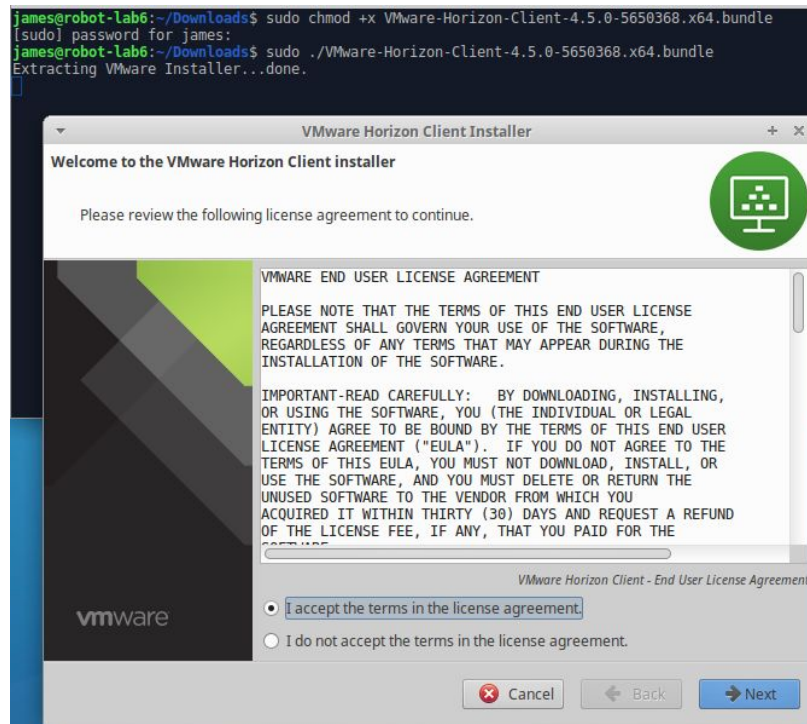 james@robot-lab6:~/Downloads$ sudo chmod +x VMware-Horizon-Client-4.5.0-5650368.x64.bundle
[sudo] password for james:
james@robot-lab6:~/Downloads$ sudo ./VMware-Horizon-Client-4.5.0-5650368.x64.bundle
Extracting VMware Installer...done.
VMware Horizon Client Installer
Welcome to the VMware Horizon Client installer
Please review the following license agreement to continue.
VMWARE END USER LICENSE AGREEMENT
PLEASE NOTE THAT THE TERMS OF THIS END USER LICENSE
AGREEMENT SHALL GOVERN YOUR USE OF THE SOFTWARE,
REGARDLESS OF ANY TERMS THAT MAY APPEAR DURING THE
INSTALLATION OF THE SOFTWARE.
IMPORTANT-READ CAREFULLY:   BY DOWNLOADING, INSTALLING,
OR USING THE SOFTWARE, YOU (THE INDIVIDUAL OR LEGAL
ENTITY) AGREE TO BE BOUND BY THE TERMS OF THIS END USER
LICENSE AGREEMENT ("EULA").  IF YOU DO NOT AGREE TO THE
TERMS OF THIS EULA, YOU MUST NOT DOWNLOAD, INSTALL, OR
USE THE SOFTWARE, AND YOU MUST DELETE OR RETURN THE
UNUSED SOFTWARE TO THE VENDOR FROM WHICH YOU
ACQUIRED IT WITHIN THIRTY (30) DAYS AND REQUEST A REFUND
OF THE LICENSE FEE, IF ANY, THAT YOU PAID FOR THE
VMware Horizon Client - End User License Agreement
vmware
I accept the terms in the license agreement.
I do not accept the terms in the license agreement.
Cancel
Back
Next